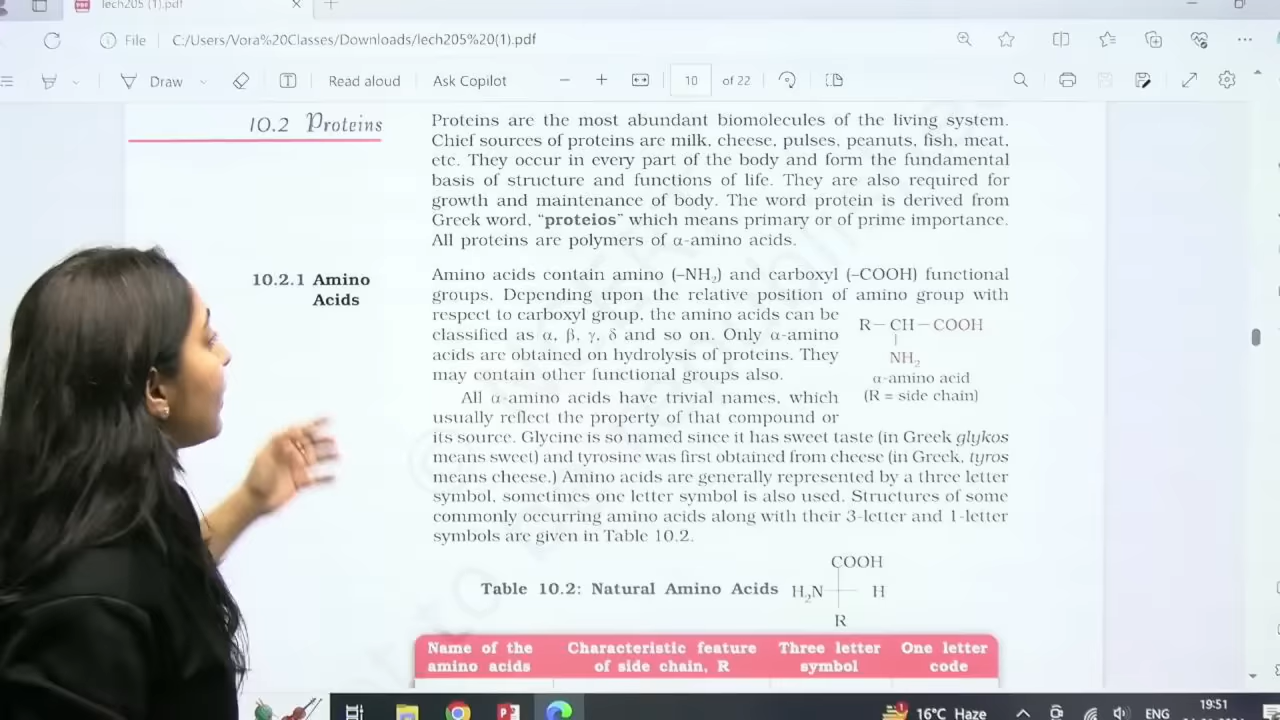 lech205 (1).pdf
File C:/Users/Vora%20Classes/Downloads/lech205%20(1).pdf
Draw Read aloud Ask Copilot 10 of 22
10.2 Proteins
Proteins are the most abundant biomolecules of the living system.
Chief sources of proteins are milk, cheese, pulses, peanuts, fish, meat,
etc. They occur in every part of the body and form the fundamental
basis of structure and functions of life. They are also required for
growth and maintenance of body. The word protein is derived from
Greek word, “proteios” which means primary or of prime importance.
All proteins are polymers of α-amino acids.
10.2.1 Amino
Acids
Amino acids contain amino (–NH₂) and carboxyl (–COOH) functional
groups. Depending upon the relative position of amino group with
respect to carboxyl group, the amino acids can be
classified as α, β, γ, δ and so on. Only α-amino
acids are obtained on hydrolysis of proteins. They
may contain other functional groups also.
R – CH – COOH
NH₂
α-amino acid
(R = side chain)
All α-amino acids have trivial names, which
usually reflect the property of that compound or
its source. Glycine is so named since it has sweet taste (in Greek glykos
means sweet) and tyrosine was first obtained from cheese (in Greek, tyros
means cheese.) Amino acids are generally represented by a three letter
symbol, sometimes one letter symbol is also used. Structures of some
commonly occurring amino acids along with their 3-letter and 1-letter
symbols are given in Table 10.2.
COOH
Table 10.2: Natural Amino Acids H₂N H
R
Name of the amino acids
Characteristic feature of side chain, R
Three letter symbol
One letter code
16°C Haze ENG 19:51